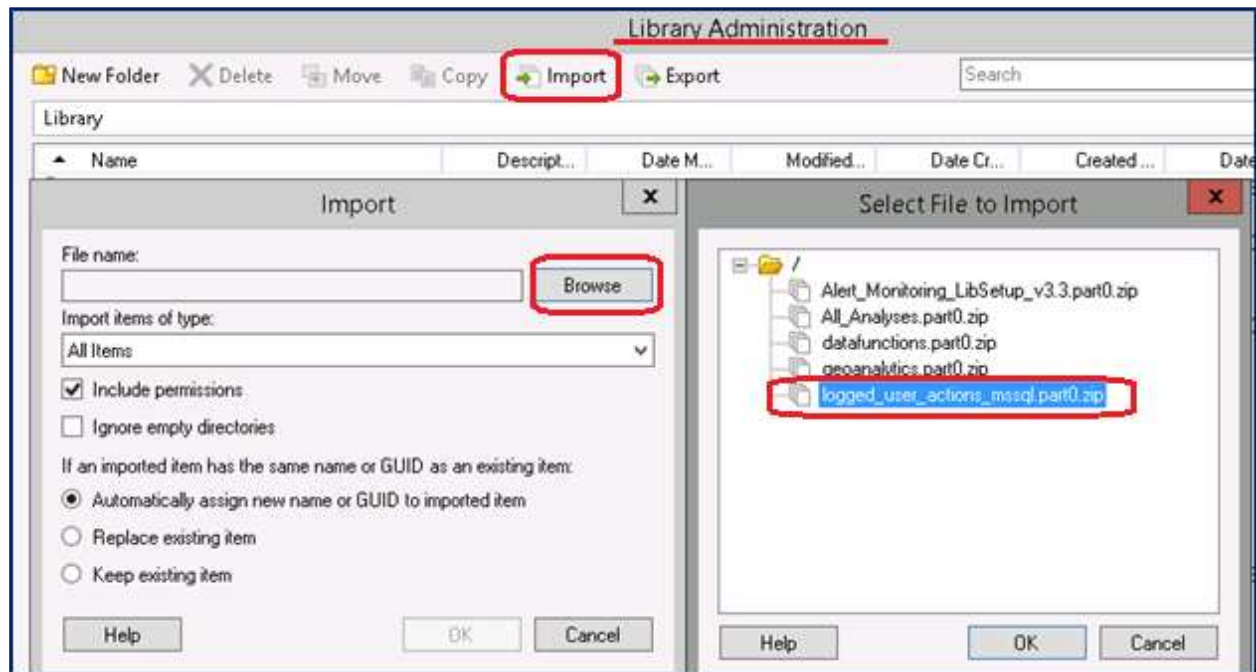 Library Administration
New Folder Delete Move Copy Import Export Search
Library
Name Descript... Date M... Modified... Date Cr... Created ... Date
Import x
File name:
Browse
Import items of type:
All Items
Include permissions
Ignore empty directories
If an imported item has the same name or GUID as an existing item:
Automatically assign new name or GUID to imported item
Replace existing item
Keep existing item
Help OK Cancel
Select File to Import x
/
Alert_Monitoring_LibSetup_v3.3.part0.zip
All_Analyses.part0.zip
datafunctions.part0.zip
geoanalytics.part0.zip
logged_user_actions_mssql.part0.zip
Help OK Cancel